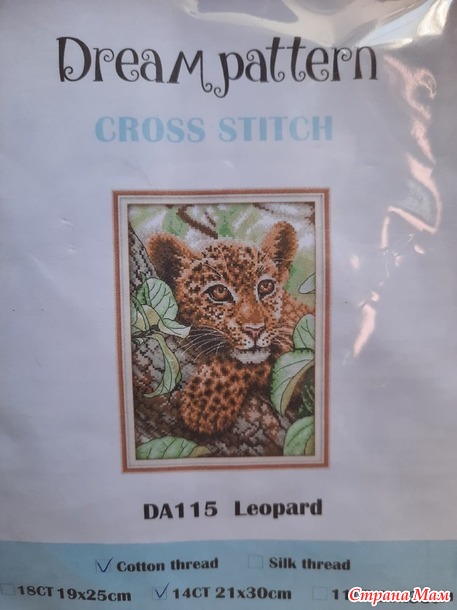 Dream pattern
CROSS STITCH
DA115 Leopard
Cotton thread Silk thread
18CT 19x25cm 14CT 21x30cm
Страна Мам